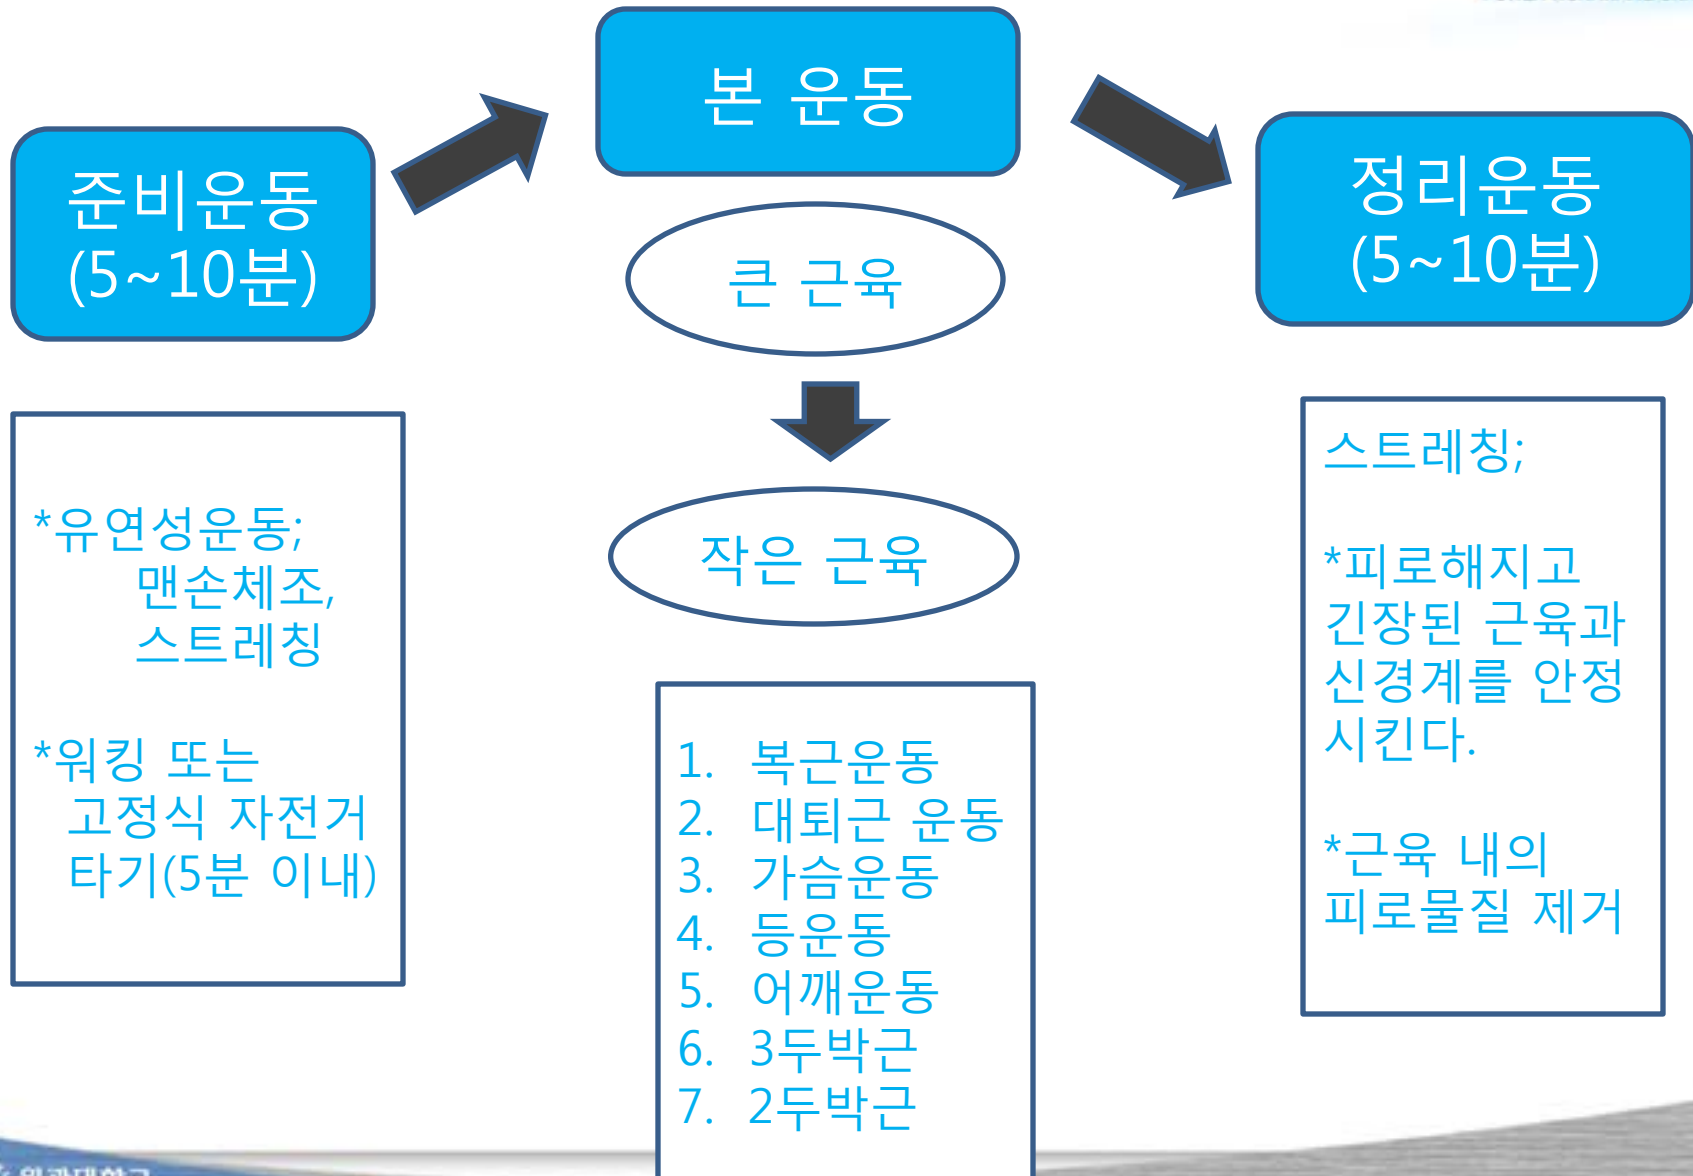 준비운동
(5~10분)
*유연성운동;
맨손체조,
스트레칭
*워킹 또는
고정식 자전거
타기(5분 이내)
본 운동
큰 근육
작은 근육
1. 복근운동
2. 대퇴근 운동
3. 가슴운동
4. 등운동
5. 어깨운동
6. 3두박근
7. 2두박근
정리운동
(5~10분)
스트레칭;
*피로해지고
긴장된 근육과
신경계를 안정
시킨다.
*근육 내의
피로물질 제거